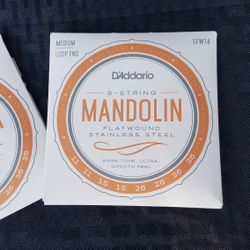 MEDIUM
LOOP END
SFW74
D'Addario
8-STRING
MANDOLIN
FLATWOUND
STAINLESS STEEL
WARM TONE, ULTRA-
SMOOTH FEEL.
11 11 15 15 26 26 36 36